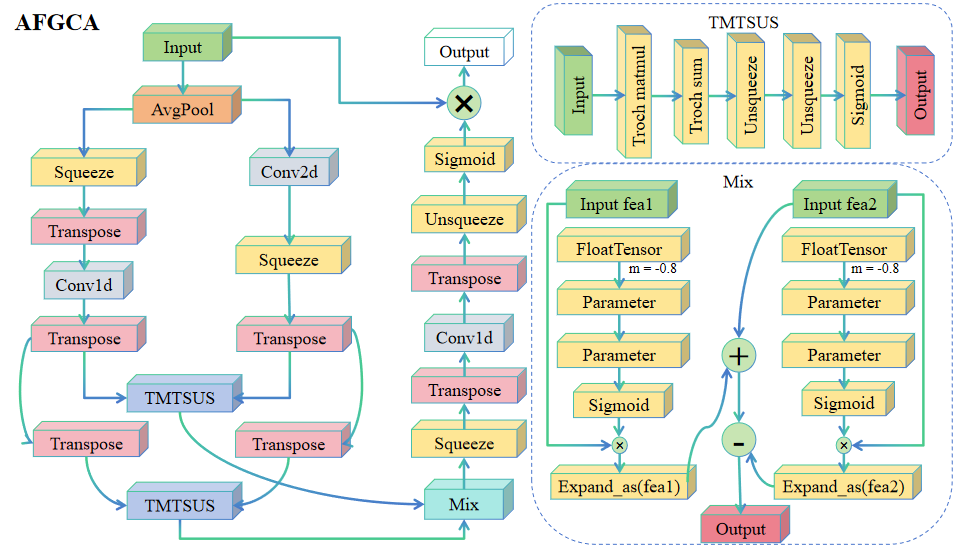 AFGCA
Input
AvgPool
Squeeze
Conv2d
Transpose
Squeeze
Conv1d
Transpose
Transpose
TMTSUS
Transpose
Transpose
TMTSUS
Output
×
Sigmoid
Unsqueeze
Transpose
Conv1d
Transpose
Squeeze
Mix
TMTSUS
Input
Troch matmul
Troch sum
Unsqueeze
Unsqueeze
Sigmoid
Output
Mix
Input fea1
FloatTensor
m = -0.8
Parameter
Parameter
Sigmoid
×
Expand_as(fea1)
Input fea2
FloatTensor
m = -0.8
Parameter
Parameter
Sigmoid
×
Expand_as(fea2)
+
-
Output